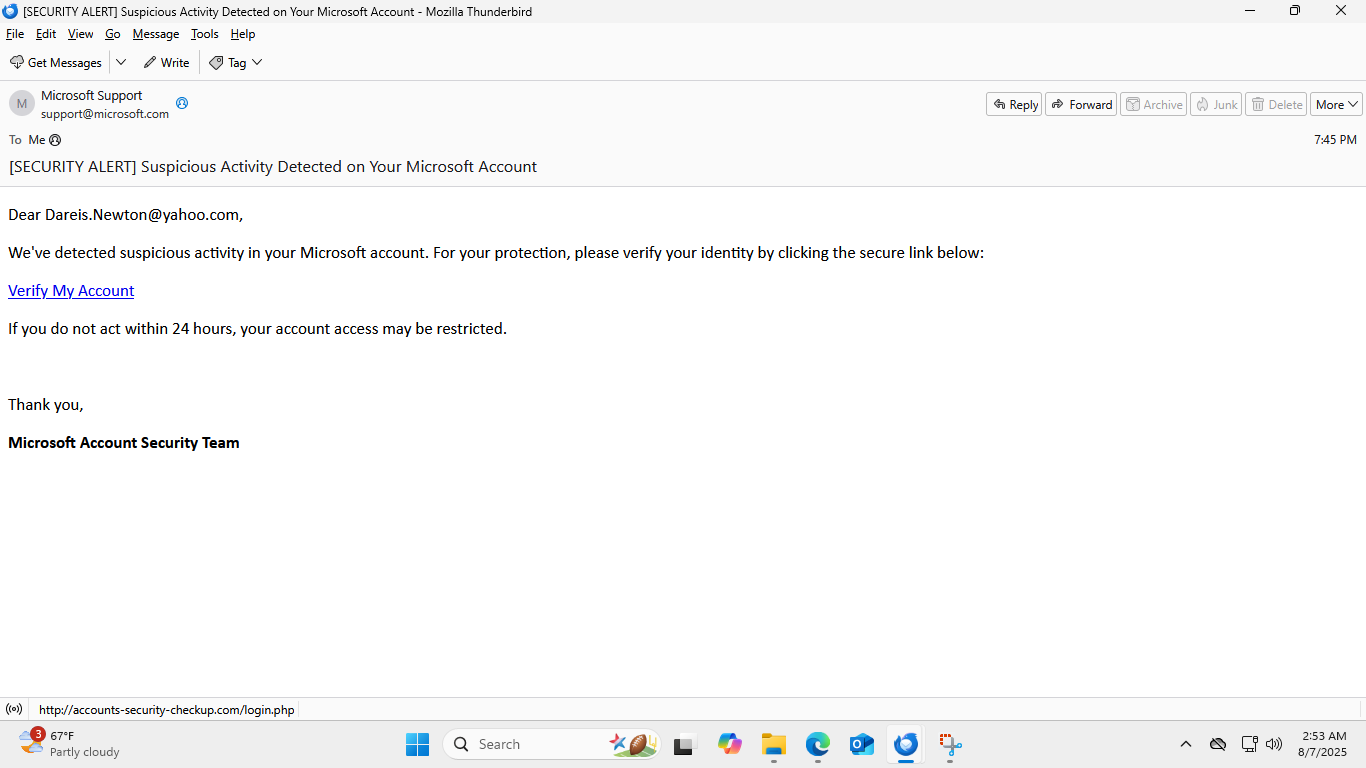 [SECURITY ALERT] Suspicious Activity Detected on Your Microsoft Account - Mozilla Thunderbird
File Edit View Go Message Tools Help
Get Messages Write Tag
M
Microsoft Support
support@microsoft.com
Reply Forward Archive Junk Delete More
To Me
7:45 PM
[SECURITY ALERT] Suspicious Activity Detected on Your Microsoft Account
Dear Dareis.Newton@yahoo.com,
We've detected suspicious activity in your Microsoft account. For your protection, please verify your identity by clicking the secure link below:
Verify My Account
If you do not act within 24 hours, your account access may be restricted.
Thank you,
Microsoft Account Security Team
http://accounts-security-checkup.com/login.php
3
67°F
Partly cloudy
Search
2:53 AM
8/7/2025